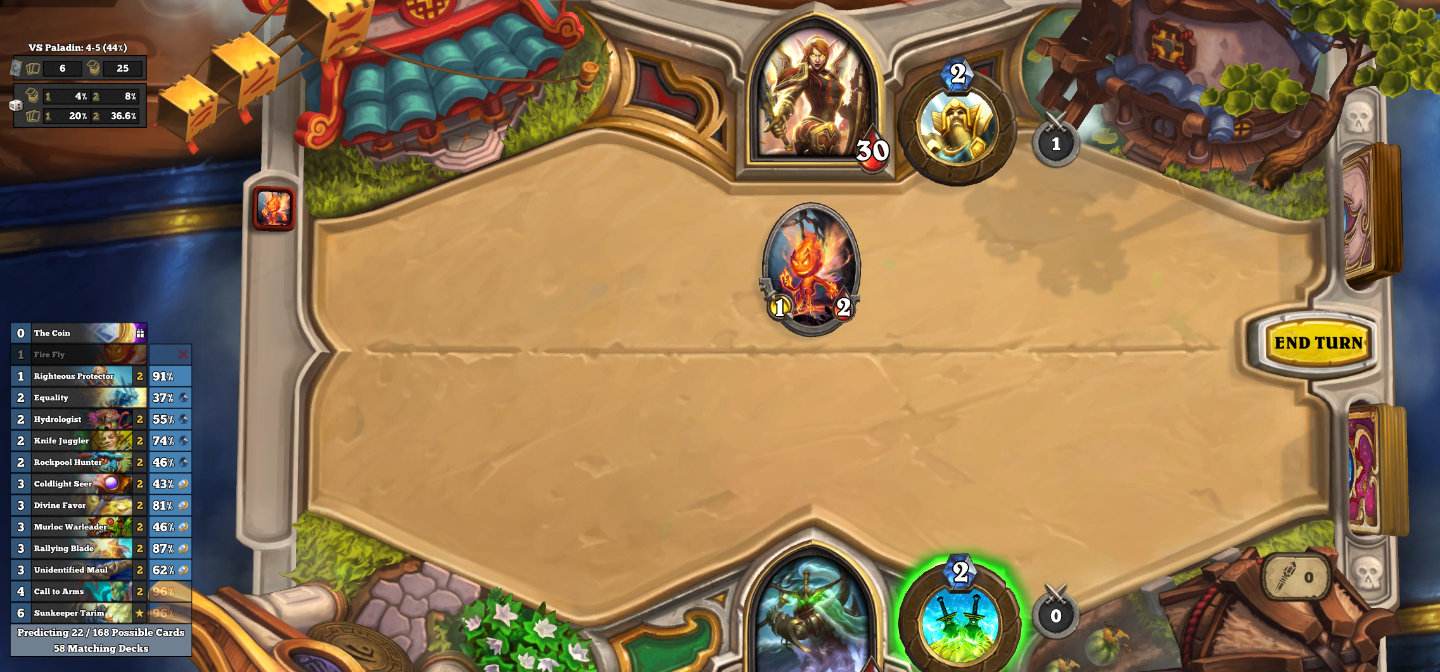 VS Paladin: 4-5 (44%)
6 25
1 4% 2 8%
1 20% 2 36.6%
30
2
1
1 2
END TURN
0 The Coin
1 Fire Fly
1 Righteous Protector 2 91%
2 Equality 37%
2 Hydrologist 2 55%
2 Knife Juggler 2 74%
2 Rockpool Hunter 2 46%
3 Coldlight Seer 2 43%
3 Divine Favor 2 81%
3 Murloc Warleader 2 46%
3 Rallying Blade 2 87%
3 Unidentified Maul 2 62%
4 Call to Arms 2 96%
6 Sunkeeper Tarim 96%
Predicting 22 / 168 Possible Cards
58 Matching Decks
2
0
0